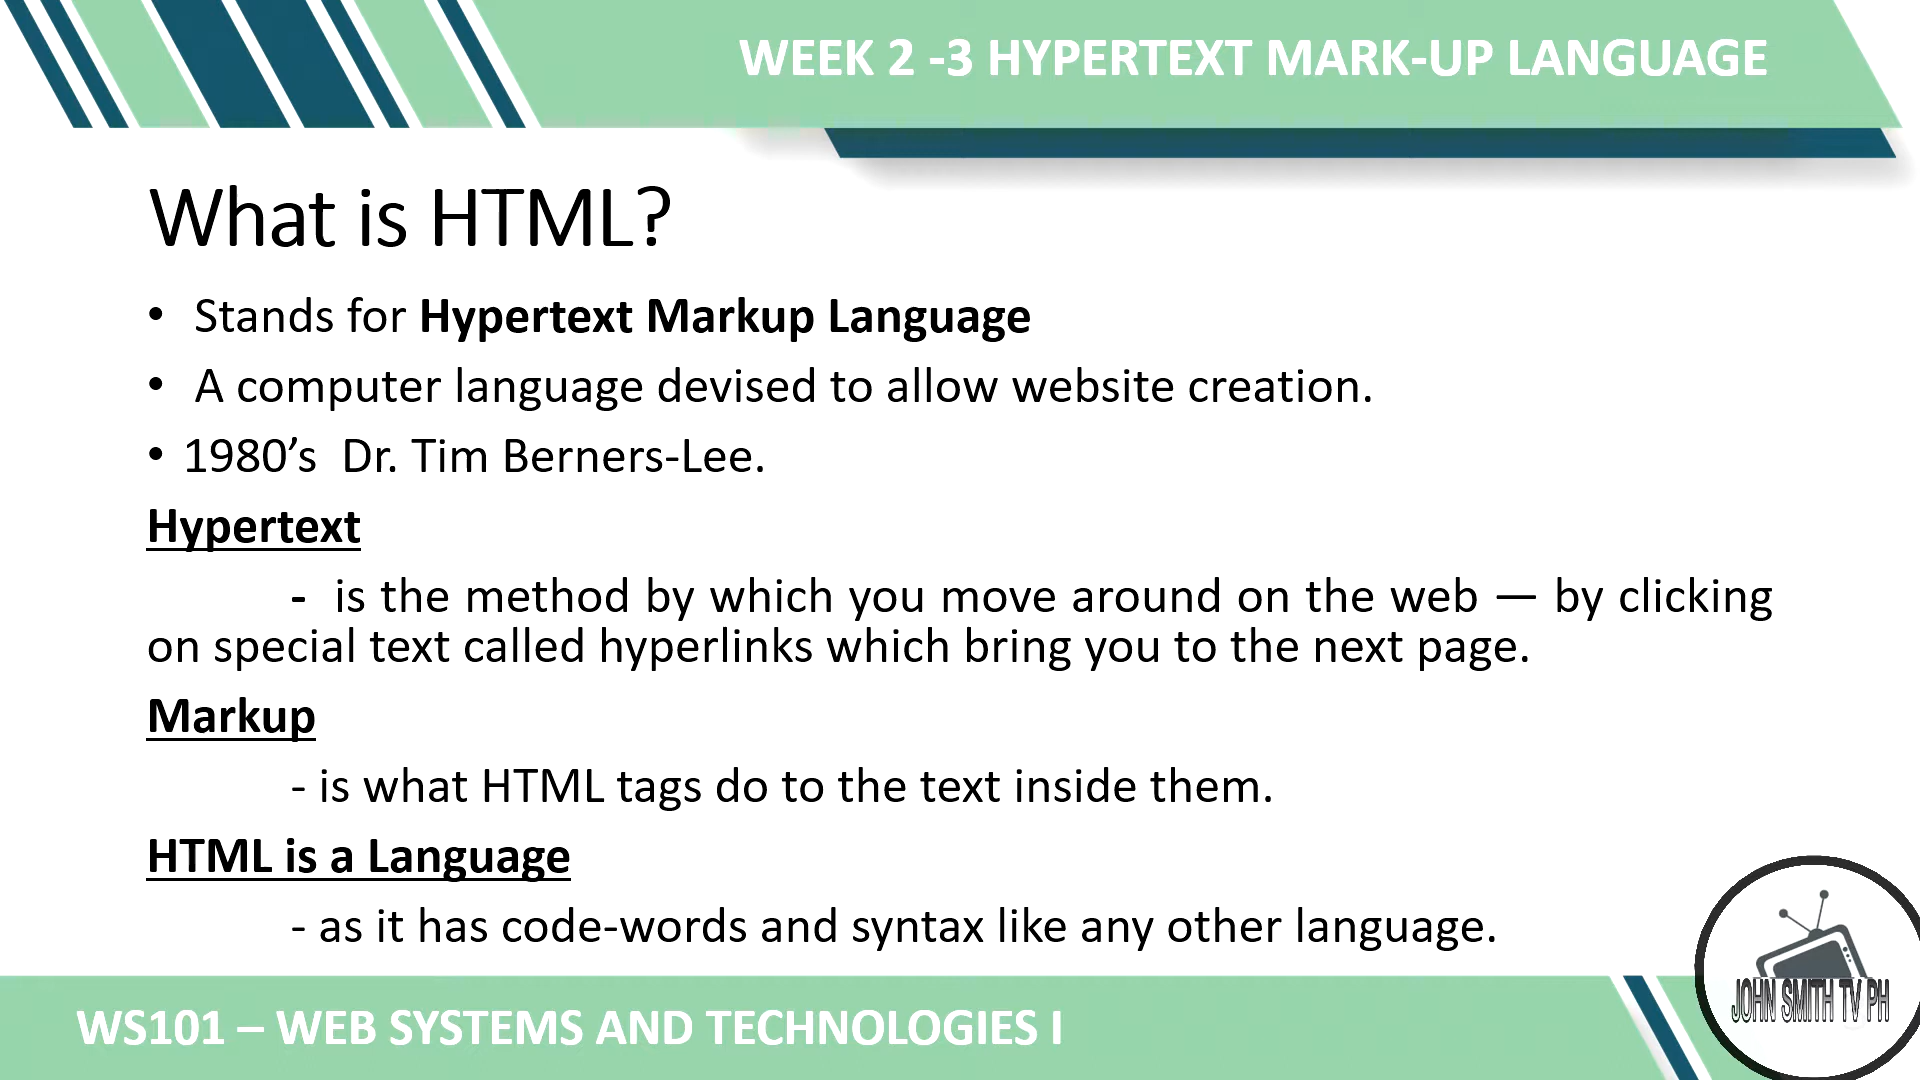 WEEK 2 -3 HYPERTEXT MARK-UP LANGUAGE
What is HTML?
• Stands for Hypertext Markup Language
• A computer language devised to allow website creation.
• 1980’s  Dr. Tim Berners-Lee.
Hypertext
- is the method by which you move around on the web — by clicking
on special text called hyperlinks which bring you to the next page.
Markup
- is what HTML tags do to the text inside them.
HTML is a Language
- as it has code-words and syntax like any other language.
WS101 – WEB SYSTEMS AND TECHNOLOGIES I
JOHN SMITH TV PH